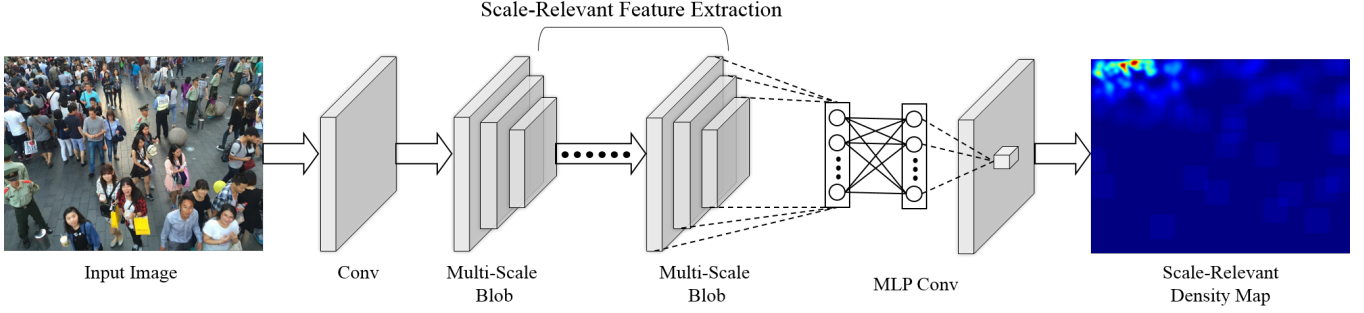 Scale-Relevant Feature Extraction
Input Image
Conv
Multi-Scale
Blob
Multi-Scale
Blob
MLP Conv
Scale-Relevant
Density Map